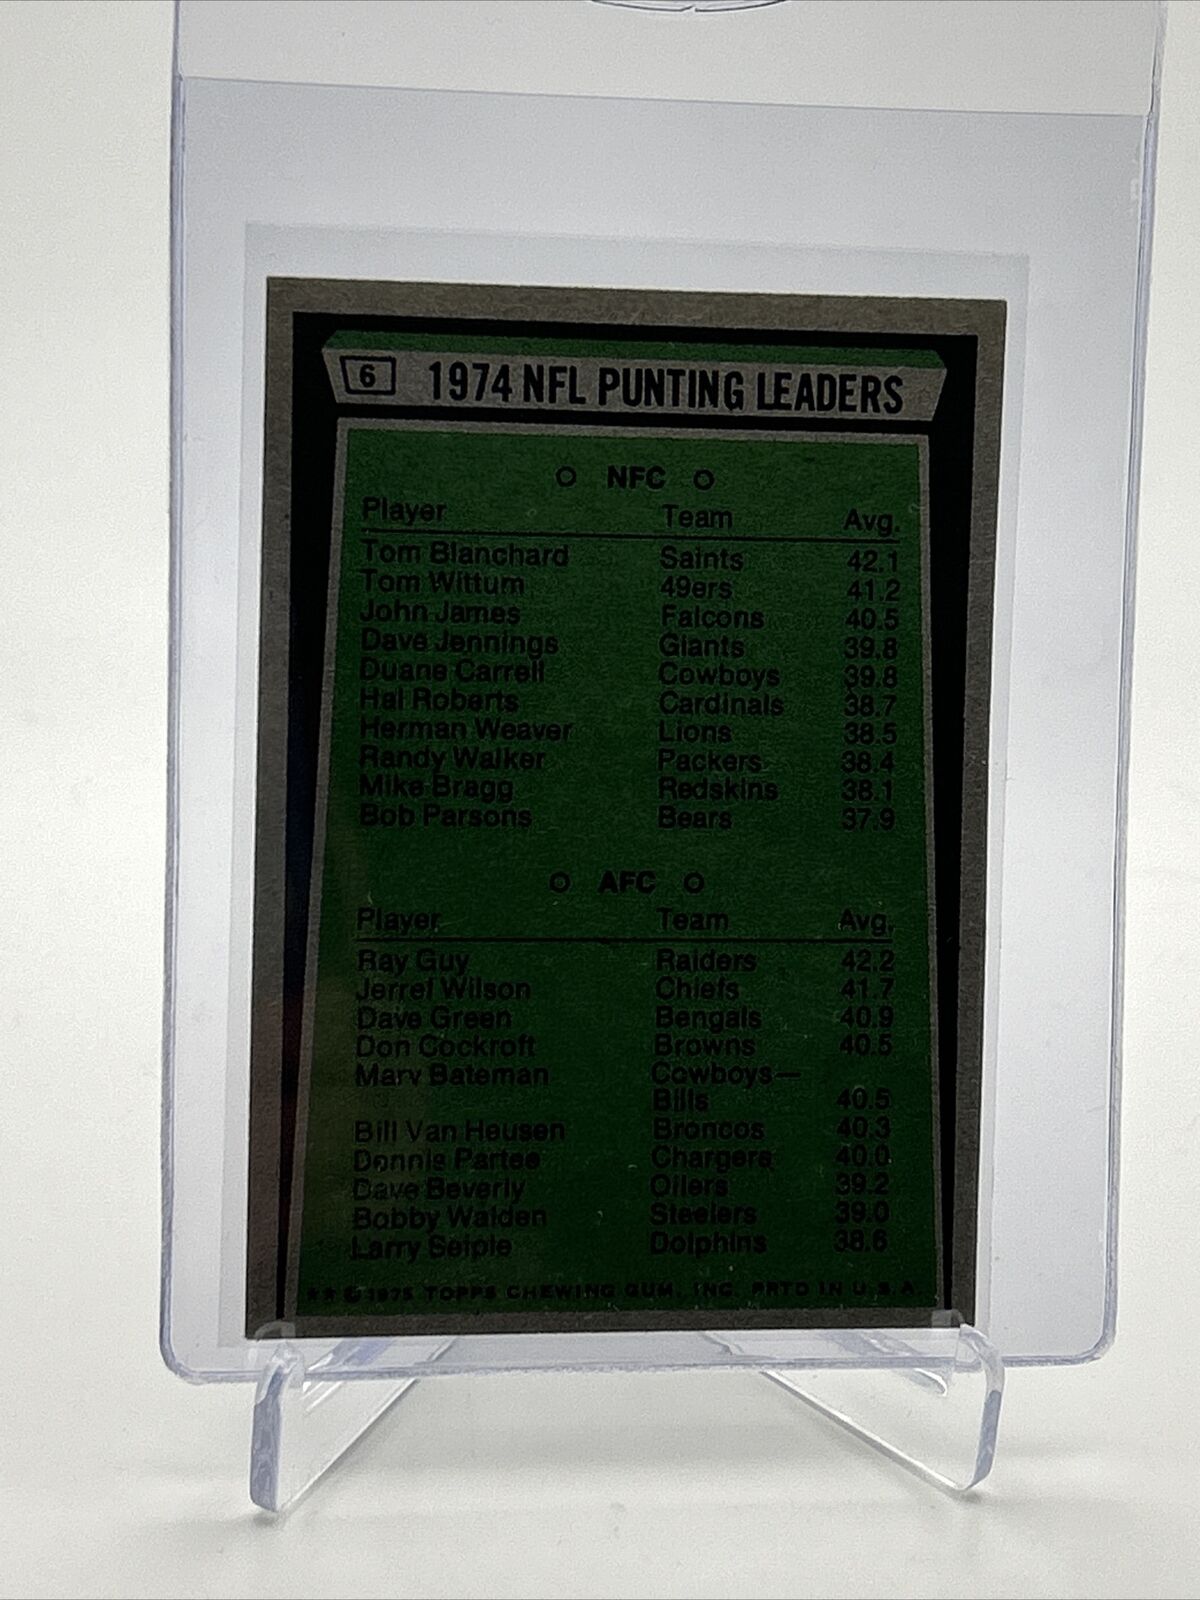 6 1974 NFL PUNTING LEADERS
NFC
Player Team Avg.
Tom Blanchard Saints 42.1
Tom Wittum 49ers 41.2
John James Falcons 40.5
Dave Jennings Giants 39.8
Duane Carrell Cowboys 39.8
Hal Roberts Cardinals 38.7
Herman Weaver Lions 38.5
Randy Walker Packers 38.4
Mike Bragg Redskins 38.1
Bob Parsons Bears 37.9
AFC
Player Team Avg.
Ray Guy Raiders 42.2
Jerrel Wilson Chiefs 41.7
Dave Green Bengals 40.9
Don Cockroft Browns 40.5
Marv Bateman Cowboys—
Bills 40.5
Bill Van Heusen Broncos 40.3
Dennis Partee Chargers 40.0
Dave Beverly Oilers 39.2
Bobby Walden Steelers 39.0
Larry Seiple Dolphins 38.6
★★ © 1975 TOPPS CHEWING GUM, INC. PRTD IN U.S.A.